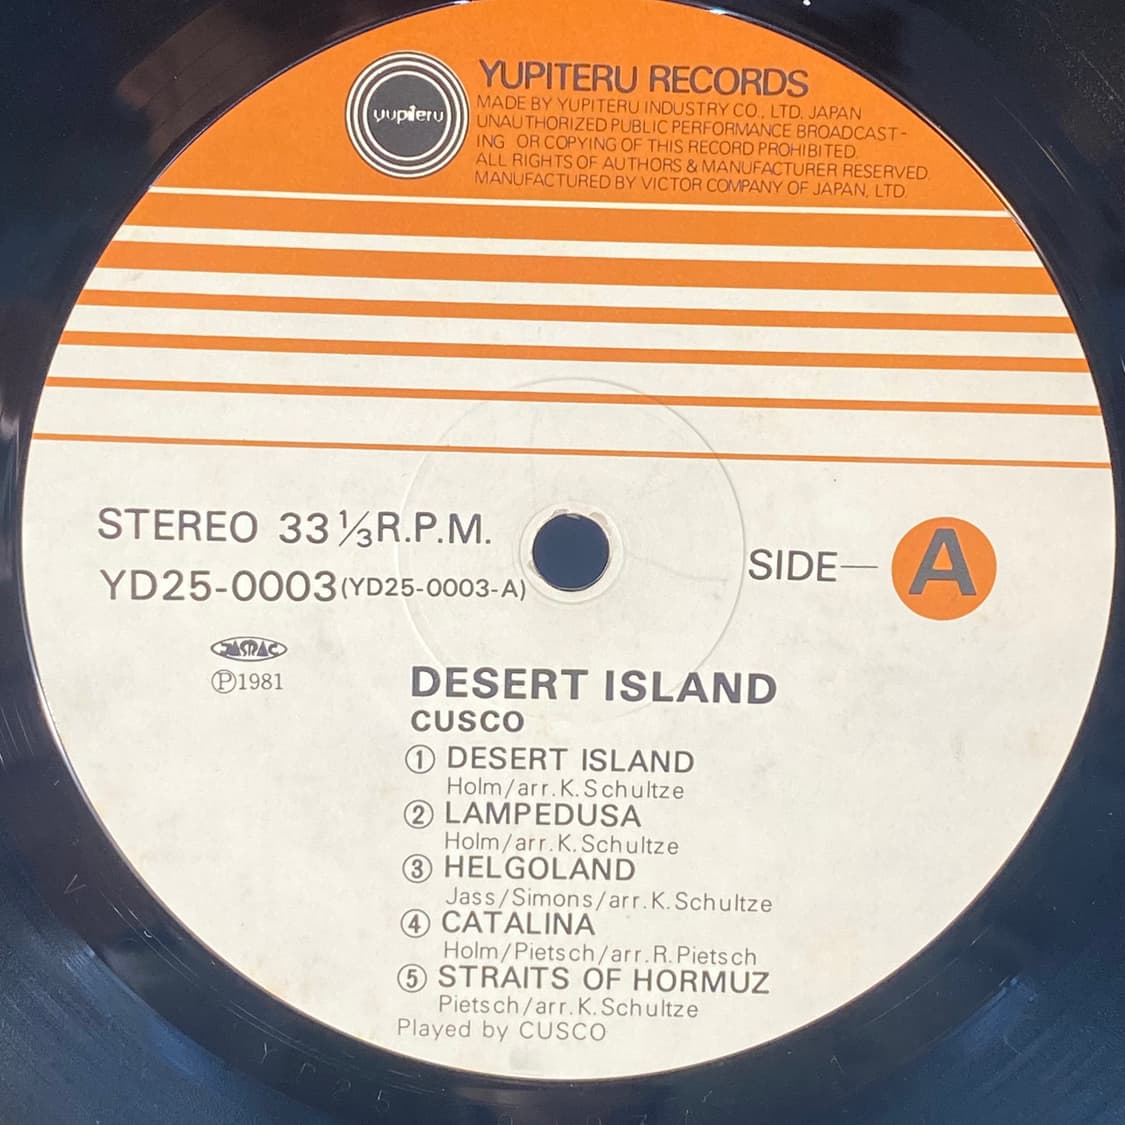 yupiteru
YUPITERU RECORDS
MADE BY YUPITERU INDUSTRY CO., LTD. JAPAN
UNAUTHORIZED PUBLIC PERFORMANCE BROADCAST-
ING OR COPYING OF THIS RECORD PROHIBITED.
ALL RIGHTS OF AUTHORS & MANUFACTURER RESERVED.
MANUFACTURED BY VICTOR COMPANY OF JAPAN, LTD.
STEREO 33⅓R.P.M.
YD25-0003(YD25-0003-A)
SIDE—A
JASRAC
Ⓟ1981
DESERT ISLAND
CUSCO
① DESERT ISLAND
Holm/arr.K.Schultze
② LAMPEDUSA
Holm/arr.K.Schultze
③ HELGOLAND
Jass/Simons/arr.K.Schultze
④ CATALINA
Holm/Pietsch/arr.R.Pietsch
⑤ STRAITS OF HORMUZ
Pietsch/arr.K.Schultze
Played by CUSCO